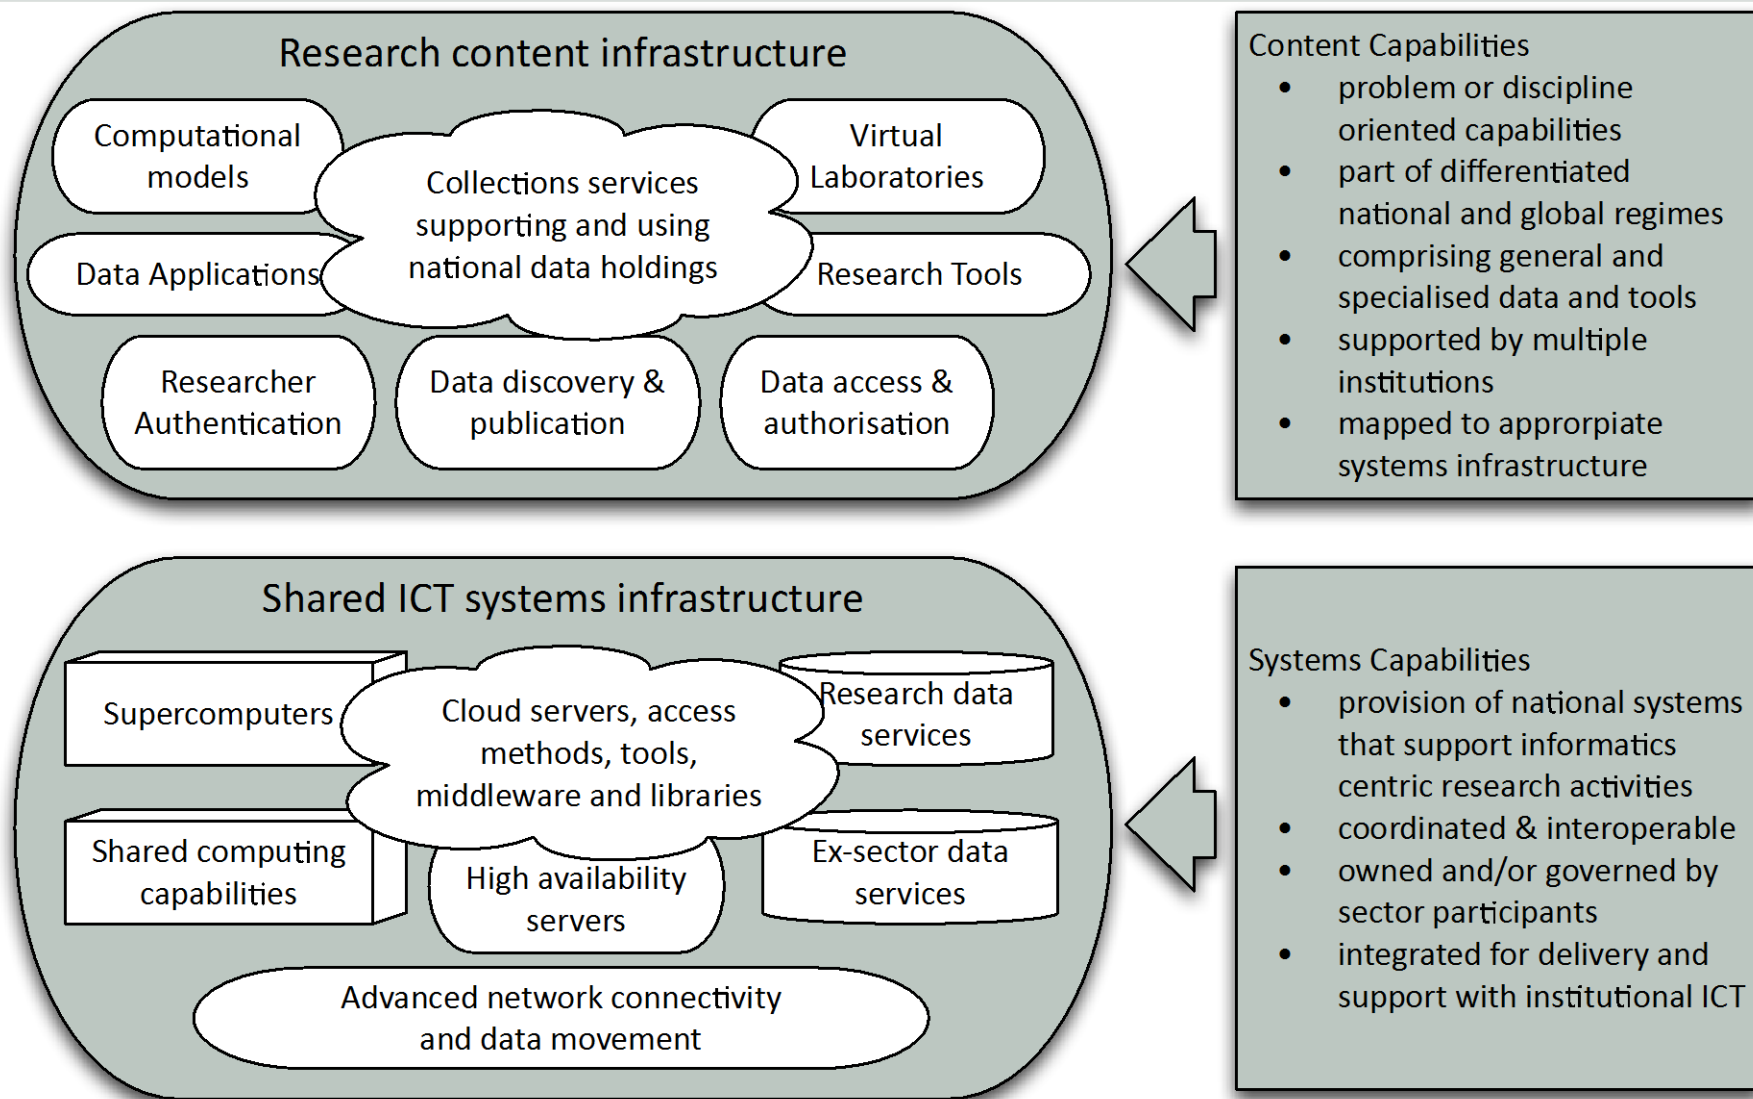 Research content infrastructure
Computational
models
Collections services
supporting and using
national data holdings
Virtual
Laboratories
Data Applications
Research Tools
Researcher
Authentication
Data discovery &
publication
Data access &
authorisation
Content Capabilities
• problem or discipline
oriented capabilities
• part of differentiated
national and global regimes
• comprising general and
specialised data and tools
• supported by multiple
institutions
• mapped to approrpiate
systems infrastructure
Shared ICT systems infrastructure
Supercomputers
Cloud servers, access
methods, tools,
middleware and libraries
Research data
services
Shared computing
capabilities
High availability
servers
Ex-sector data
services
Advanced network connectivity
and data movement
Systems Capabilities
• provision of national systems
that support informatics
centric research activities
• coordinated & interoperable
• owned and/or governed by
sector participants
• integrated for delivery and
support with institutional ICT